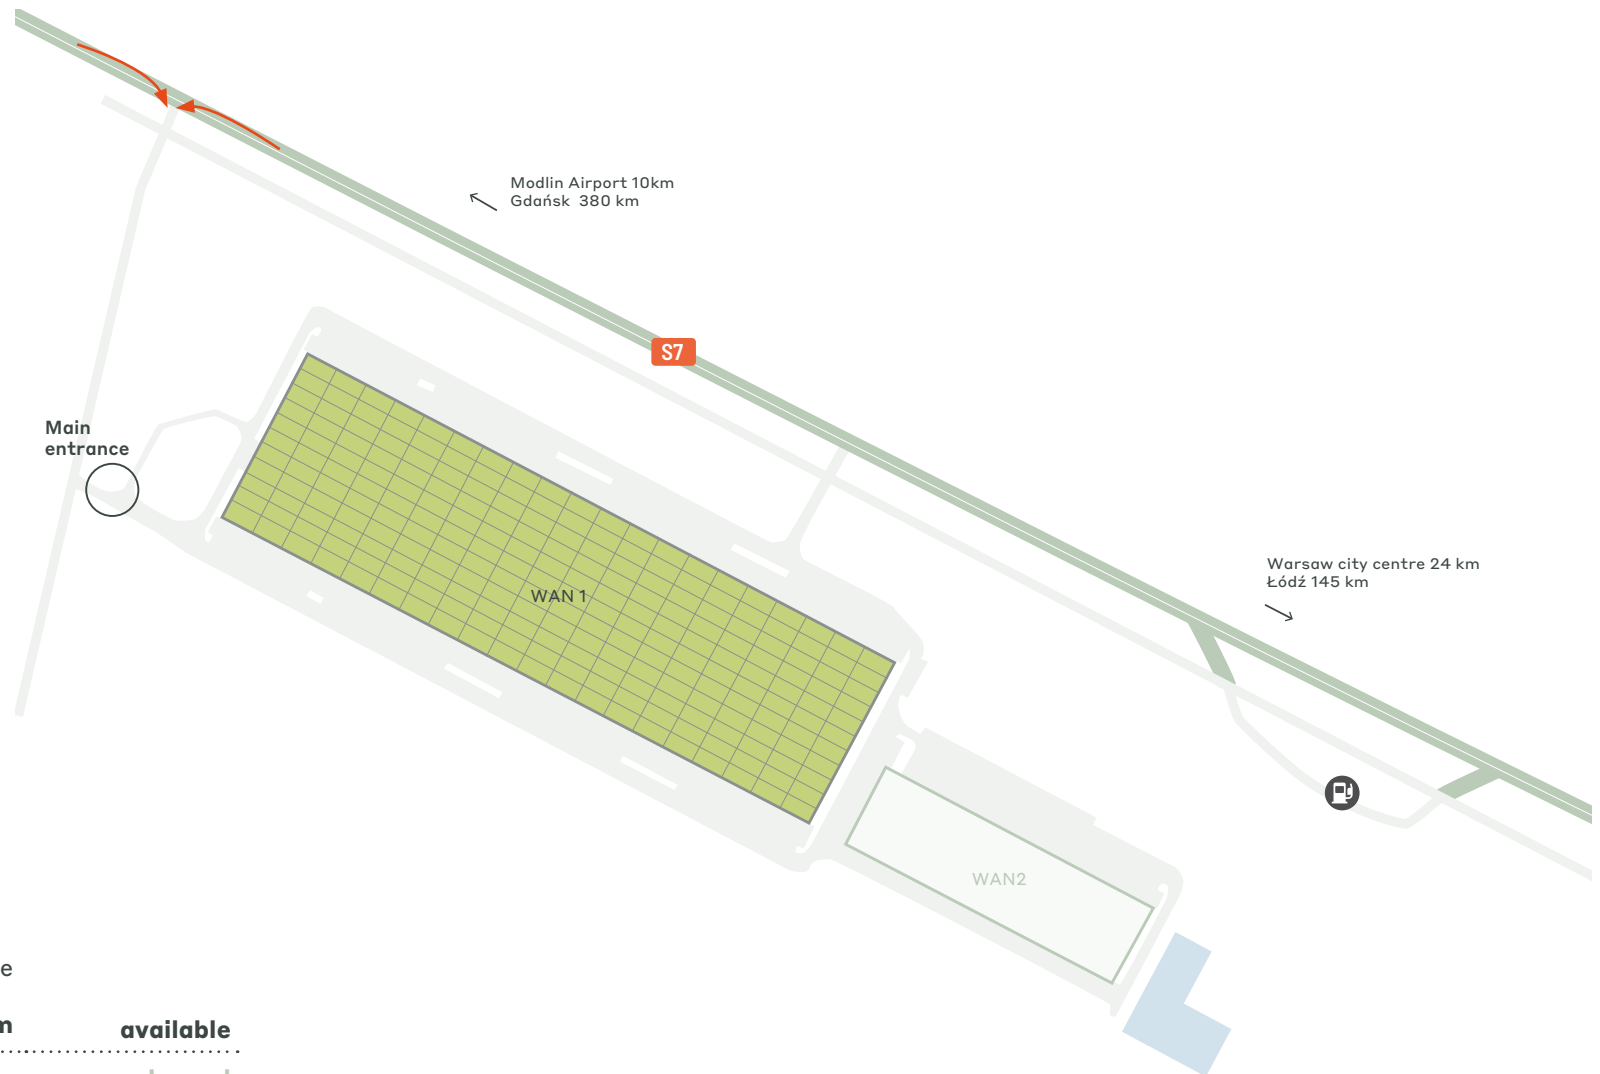 Modlin Airport 10km
Gdańsk 380 km
S7
Main
entrance
Warsaw city centre 24 km
Łódź 145 km
WAN 1
WAN2
e
m
available